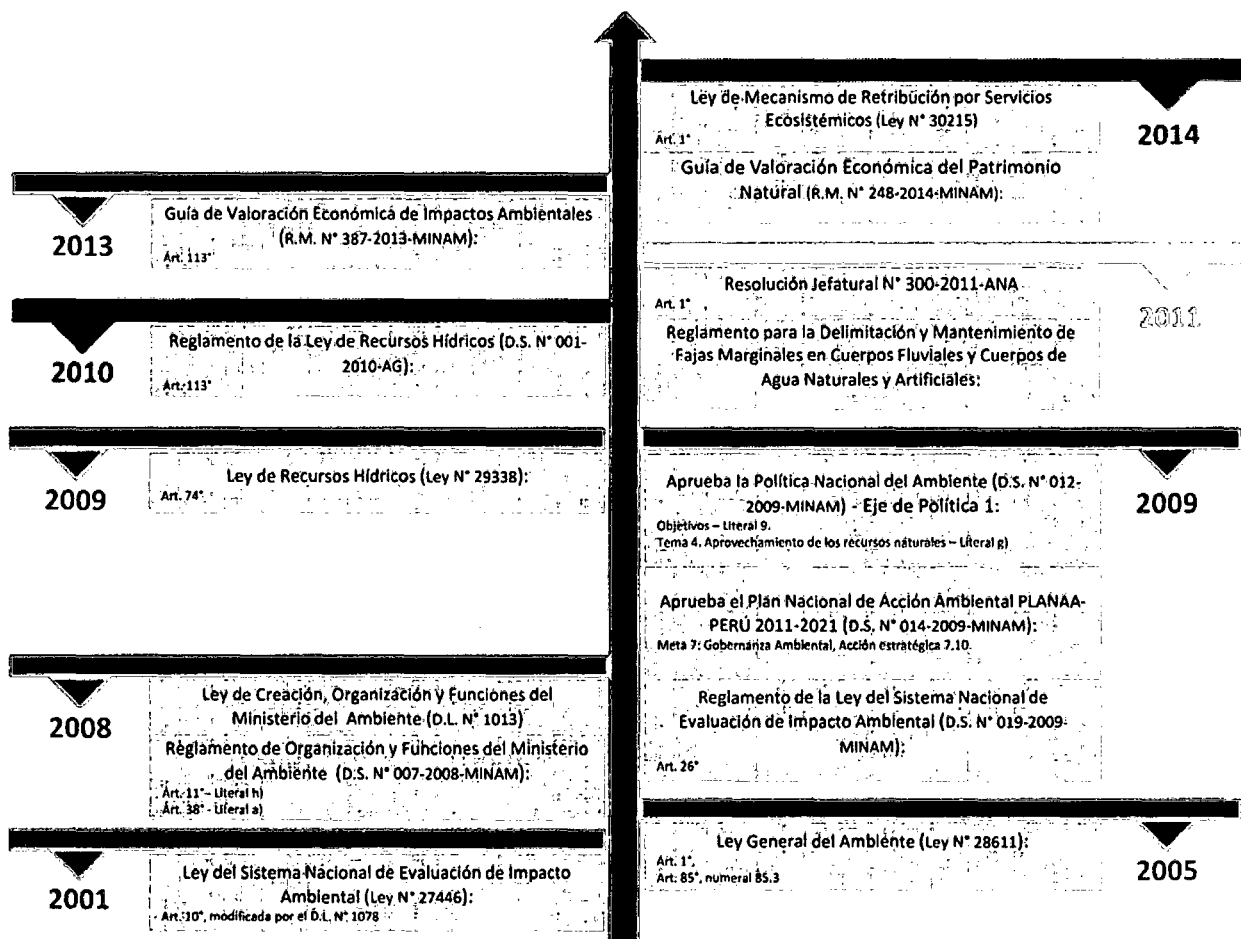 Ley de Mecanismo de Retribución por Servicios
Ecosistémicos (Ley N° 30215)
Art. 1°
2014
Guía de Valoración Económica del Patrimonio
Natural (R.M. N° 248-2014-MINAM):
2013
Guía de Valoración Económica de Impactos Ambientales
(R.M. N° 387-2013-MINAM):
Art. 113°
Resolución Jefatural N° 300-2011-ANA
Art. 1°
2011
Reglamento para la Delimitación y Mantenimiento de
Fajas Marginales en Cuerpos Fluviales y Cuerpos de
Agua Naturales y Artificiales:
2010
Reglamento de la Ley de Recursos Hídricos (D.S. N° 001-
2010-AG):
Art. 113°
2009
Ley de Recursos Hídricos (Ley N° 29338):
Art. 74°
Aprueba la Política Nacional del Ambiente (D.S. N° 012-
2009-MINAM) - Eje de Política 1:
Objetivos – Literal 9.
Tema 4. Aprovechamiento de los recursos naturales – Literal g)
2009
Aprueba el Plan Nacional de Acción Ambiental PLANAA-
PERÚ 2011-2021 (D.S. N° 014-2009-MINAM):
Meta 7: Gobernanza Ambiental, Acción estratégica 7.10.
Reglamento de la Ley del Sistema Nacional de
Evaluación de Impacto Ambiental (D.S. N° 019-2009-
MINAM):
Art. 26°
2008
Ley de Creación, Organización y Funciones del
Ministerio del Ambiente (D.L. N° 1013)
Reglamento de Organización y Funciones del Ministerio
del Ambiente (D.S. N° 007-2008-MINAM):
Art. 11° – Literal h)
Art. 38° - Literal a)
Ley General del Ambiente (Ley N° 28611):
Art. 1°,
Art. 85°, numeral 85.3
2005
2001
Ley del Sistema Nacional de Evaluación de Impacto
Ambiental (Ley N° 27446):
Art. 10°, modificada por el D.L. N° 1078